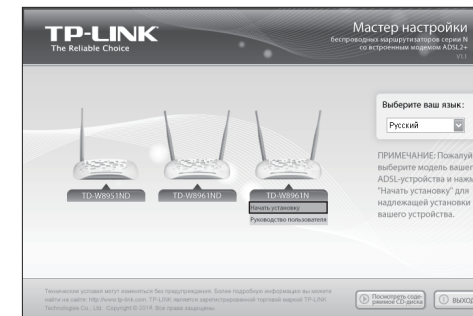 TP-LINK
The Reliable Choice
Мастер настройки
беспроводных маршрутизаторов серии N
со встроенным модемом ADSL2+
V1.1
Выберите ваш язык:
Русский
ПРИМЕЧАНИЕ: Пожалуй
выберите модель вашег
ADSL-устройства и нажм
"Начать установку" для
надлежащей установки
вашего устройства.
TD-W8951ND
TD-W8961ND
TD-W8961N
Начать установку
Руководство пользователя
Технические условия могут изменяться без предупреждения. Более подробную информацию вы можете
найти на сайте: http://www.tp-link.com. TP-LINK является зарегистрированной торговой маркой TP-LINK
Technologies Co., Ltd. Copyright © 2014. Все права защищены.
Посмотреть соде-
ржимое CD-диска
ВЫХОД